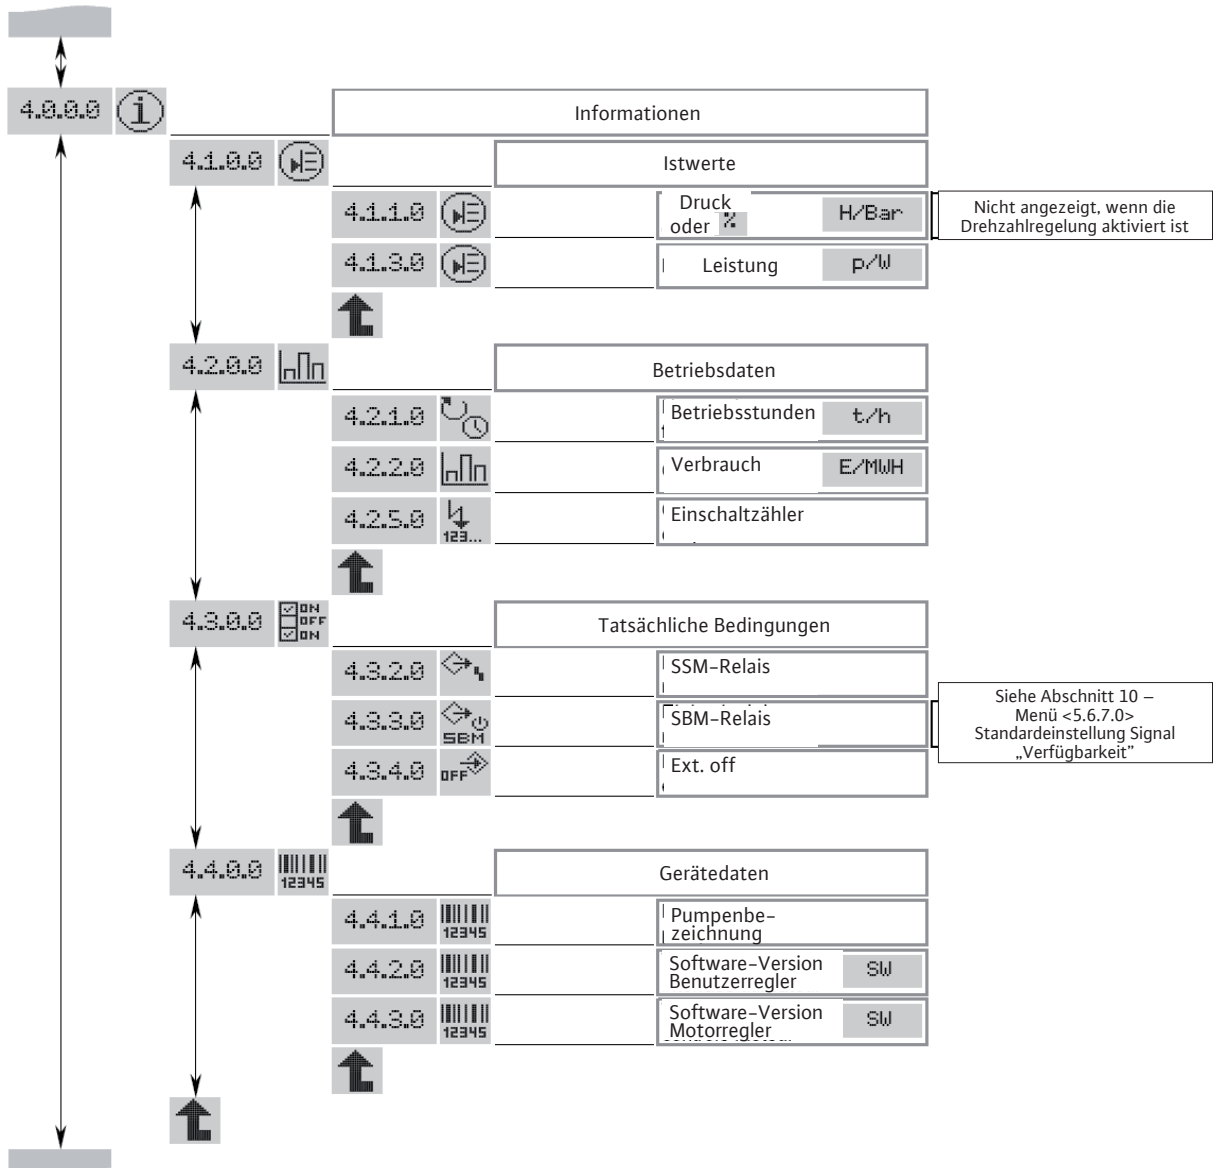 4.0.0.0 i Informationen
4.1.0.0 Istwerte
4.1.1.0 Druck
oder % H/Bar
Nicht angezeigt, wenn die
Drehzahlregelung aktiviert ist
4.1.3.0 Leistung p/W
4.2.0.0 Betriebsdaten
4.2.1.0 Betriebsstunden t/h
4.2.2.0 Verbrauch E/MWH
4.2.5.0 123... Einschaltzähler
4.3.0.0 ON
OFF
ON
Tatsächliche Bedingungen
4.3.2.0 SSM-Relais
4.3.3.0 SBM SBM-Relais
Siehe Abschnitt 10 –
Menü <5.6.7.0>
Standardeinstellung Signal
„Verfügbarkeit”
4.3.4.0 OFF Ext. off
4.4.0.0 12345 Gerätedaten
4.4.1.0 12345 Pumpenbe-
zeichnung
4.4.2.0 12345 Software-Version
Benutzerregler SW
4.4.3.0 12345 Software-Version
Motorregler SW